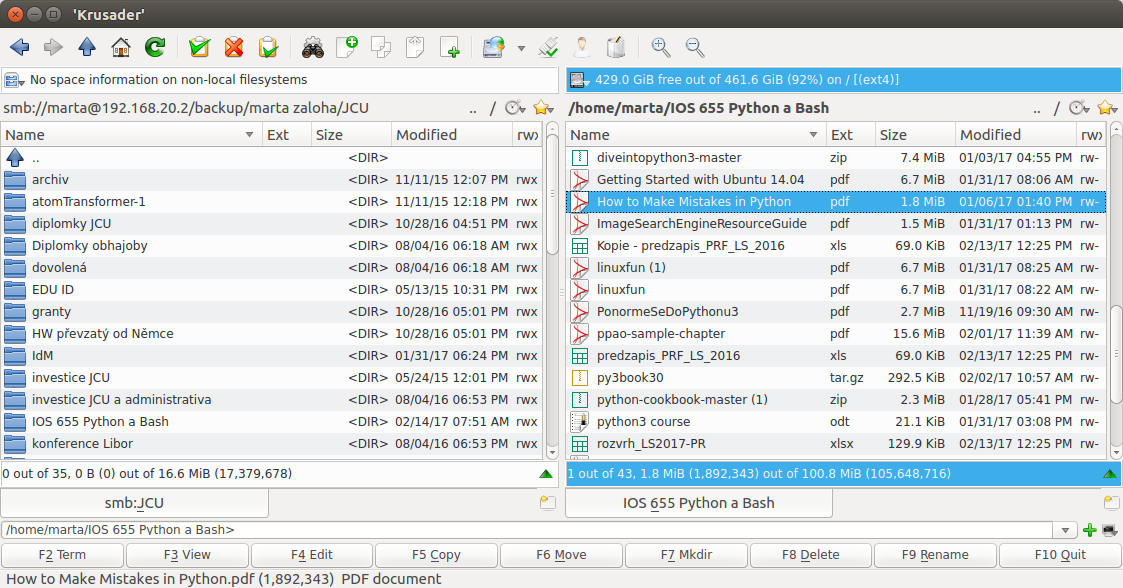 'Krusader'
No space information on non-local filesystems
429.0 GiB free out of 461.6 GiB (92%) on / [(ext4)]
smb://marta@192.168.20.2/backup/marta zaloha/JCU .. /
/home/marta/IOS 655 Python a Bash .. /
Name Ext Size Modified rwx
.. <DIR>
archiv <DIR> 11/11/15 12:07 PM rwx
atomTransformer-1 <DIR> 11/11/15 12:18 PM rwx
diplomky JCU <DIR> 10/28/16 04:51 PM rwx
Diplomky obhajoby <DIR> 08/04/16 06:18 AM rwx
dovolená <DIR> 08/04/16 06:18 AM rwx
EDU ID <DIR> 05/13/15 10:31 PM rwx
granty <DIR> 10/28/16 05:01 PM rwx
HW převzatý od Němce <DIR> 10/28/16 05:01 PM rwx
IdM <DIR> 01/31/17 06:24 PM rwx
investice JCU <DIR> 05/24/15 12:01 PM rwx
investice JCU a administrativa <DIR> 08/04/16 06:53 PM rwx
IOS 655 Python a Bash <DIR> 02/14/17 07:51 AM rwx
konference Libor <DIR> 08/04/16 06:53 PM rwx
Name Ext Size Modified rwx
diveintopython3-master zip 7.4 MiB 01/03/17 04:55 PM rw-
Getting Started with Ubuntu 14.04 pdf 6.7 MiB 01/31/17 08:06 AM rw-
How to Make Mistakes in Python pdf 1.8 MiB 01/06/17 01:40 PM rw-
ImageSearchEngineResourceGuide pdf 1.5 MiB 01/31/17 01:13 PM rw-
Kopie - predzapis_PRF_LS_2016 xls 69.0 KiB 02/13/17 12:25 PM rw-
linuxfun (1) pdf 6.7 MiB 01/31/17 08:25 AM rw-
linuxfun pdf 6.7 MiB 01/31/17 08:22 AM rw-
PonormeSeDoPythonu3 pdf 2.7 MiB 11/19/16 09:30 AM rw-
ppao-sample-chapter pdf 15.6 MiB 02/01/17 11:39 AM rw-
predzapis_PRF_LS_2016 xls 69.0 KiB 02/13/17 12:25 PM rw-
py3book30 tar.gz 292.5 KiB 02/02/17 10:57 AM rw-
python-cookbook-master (1) zip 2.3 MiB 01/28/17 05:41 PM rw-
python3 course odt 21.1 KiB 01/31/17 03:08 PM rw-
rozvrh_LS2017-PR xlsx 129.9 KiB 02/13/17 12:25 PM rw-
0 out of 35, 0 B (0) out of 16.6 MiB (17,379,678)
1 out of 43, 1.8 MiB (1,892,343) out of 100.8 MiB (105,648,716)
smb:JCU
IOS 655 Python a Bash
/home/marta/IOS 655 Python a Bash>
F2 Term F3 View F4 Edit F5 Copy F6 Move F7 Mkdir F8 Delete F9 Rename F10 Quit
How to Make Mistakes in Python.pdf (1,892,343) PDF document